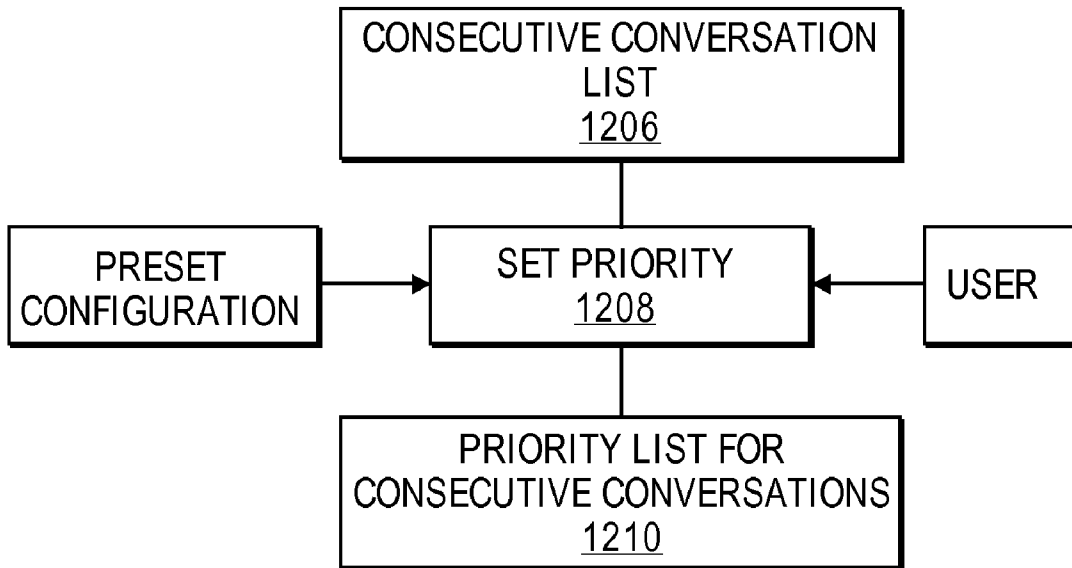 CONSECUTIVE CONVERSATION
LIST
1206
PRESET
CONFIGURATION
SET PRIORITY
1208
USER
PRIORITY LIST FOR
CONSECUTIVE CONVERSATIONS
1210